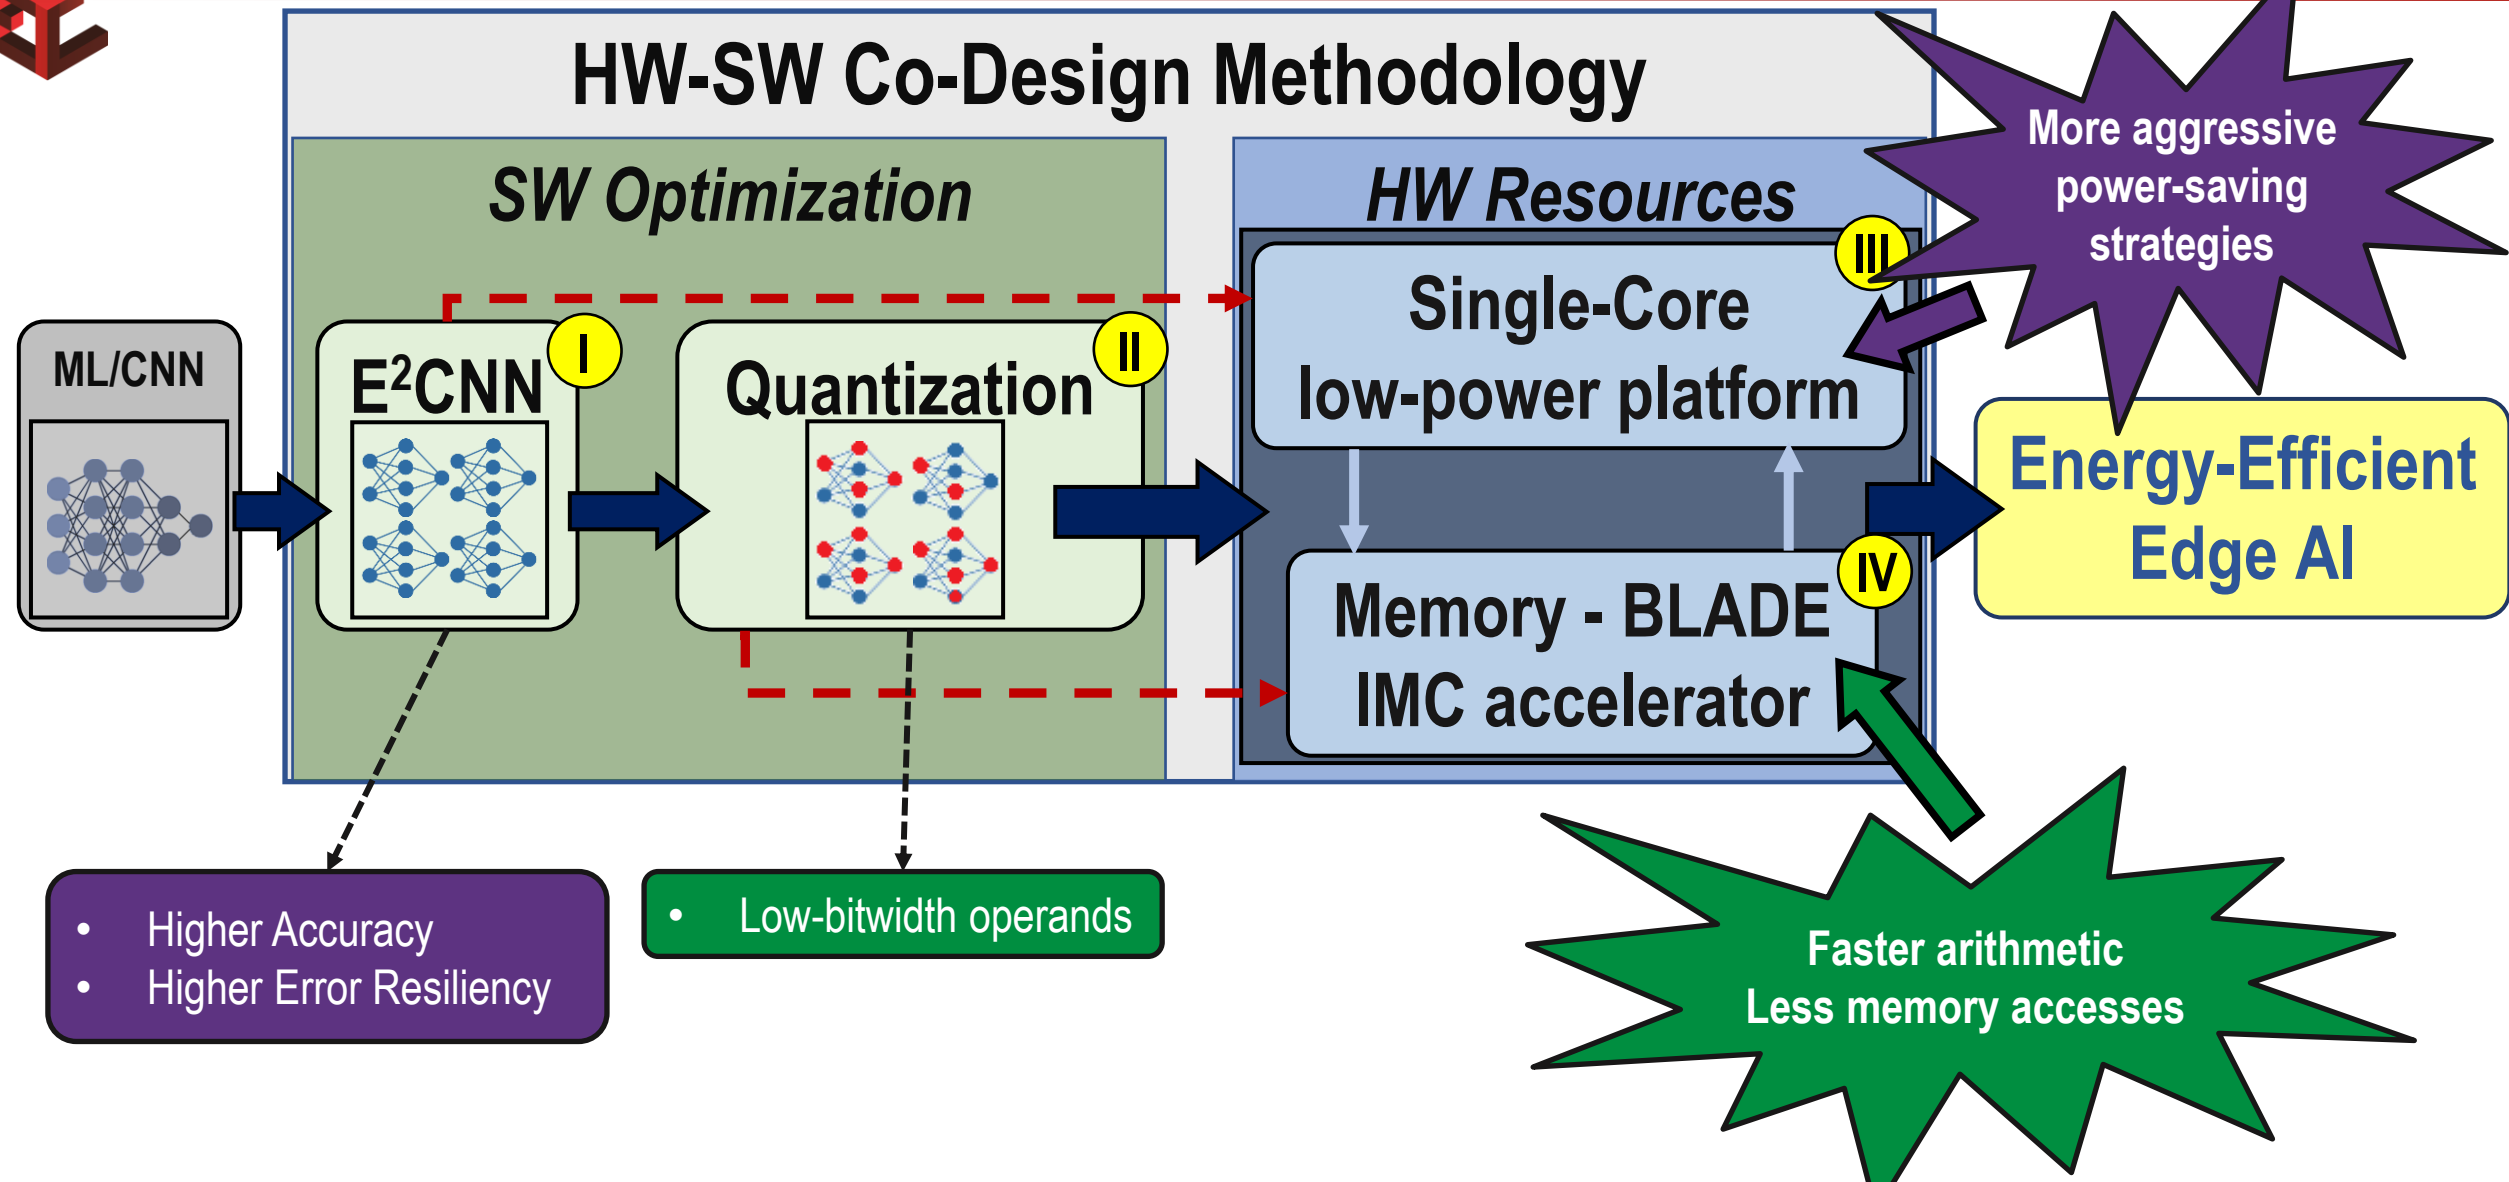 HW-SW Co-Design Methodology
SW Optimization
HW Resources
More aggressive
power-saving
strategies
ML/CNN
E²CNN
I
Quantization
II
Single-Core
low-power platform
III
Memory - BLADE
IMC accelerator
IV
Energy-Efficient
Edge AI
• Higher Accuracy
• Higher Error Resiliency
• Low-bitwidth operands
Faster arithmetic
Less memory accesses